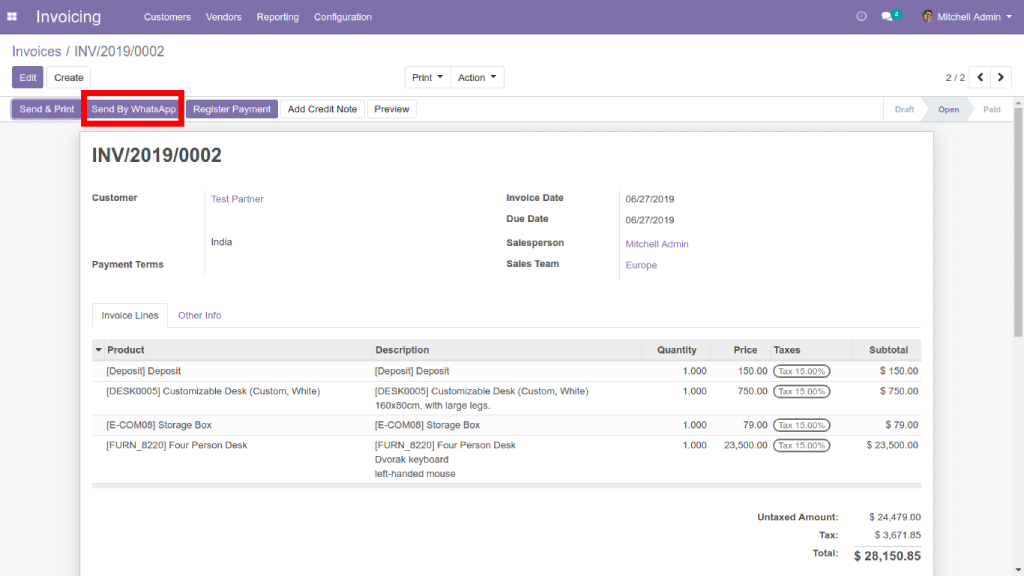 Invoicing Customers Vendors Reporting Configuration 4 Mitchell Admin
Invoices / INV/2019/0002
Edit Create Print Action 2 / 2
Send & Print Send By WhatsApp Register Payment Add Credit Note Preview Draft Open Paid
INV/2019/0002
Customer Test Partner Invoice Date 06/27/2019
Due Date 06/27/2019
India Salesperson Mitchell Admin
Payment Terms Sales Team Europe
Invoice Lines Other Info
Product Description Quantity Price Taxes Subtotal
[Deposit] Deposit [Deposit] Deposit 1.000 150.00 Tax 15.00% $ 150.00
[DESK0005] Customizable Desk (Custom, White) [DESK0005] Customizable Desk (Custom, White) 1.000 750.00 Tax 15.00% $ 750.00
160x80cm, with large legs.
[E-COM08] Storage Box [E-COM08] Storage Box 1.000 79.00 Tax 15.00% $ 79.00
[FURN_8220] Four Person Desk [FURN_8220] Four Person Desk 1.000 23,500.00 Tax 15.00% $ 23,500.00
Dvorak keyboard
left-handed mouse
Untaxed Amount: $ 24,479.00
Tax: $ 3,671.85
Total: $ 28,150.85